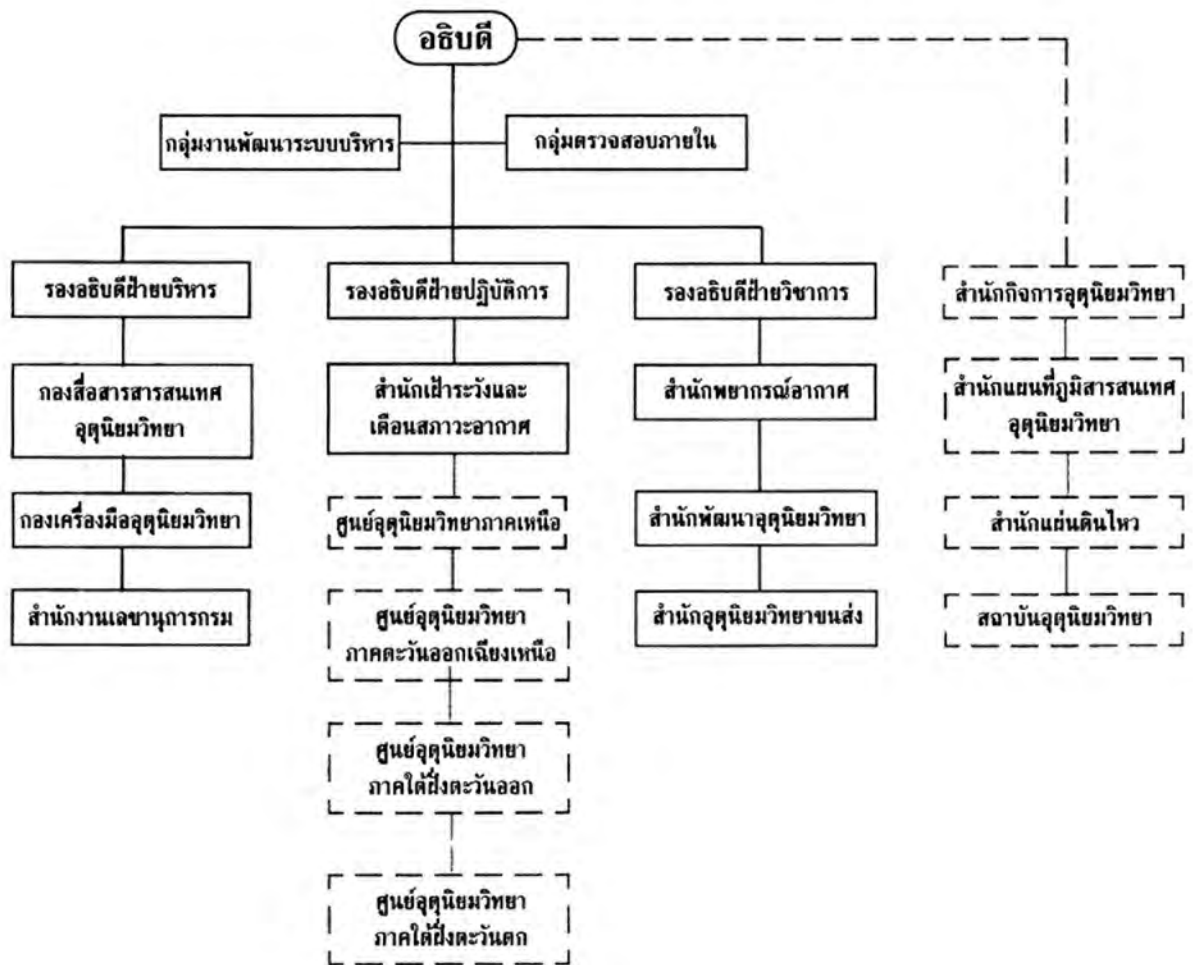 อธิบดี
กลุ่มงานพัฒนาระบบบริหาร
กลุ่มตรวจสอบภายใน
รองอธิบดีฝ่ายบริหาร
รองอธิบดีฝ่ายปฏิบัติการ
รองอธิบดีฝ่ายวิชาการ
สำนักกิจการอุตุนิยมวิทยา
กองสื่อสารสารสนเทศ
อุตุนิยมวิทยา
สำนักเฝ้าระวังและ
เตือนสภาวะอากาศ
สำนักพยากรณ์อากาศ
สำนักแผนที่ภูมิสารสนเทศ
อุตุนิยมวิทยา
กองเครื่องมืออุตุนิยมวิทยา
ศูนย์อุตุนิยมวิทยาภาคเหนือ
สำนักพัฒนาอุตุนิยมวิทยา
สำนักแผ่นดินไหว
สำนักงานเลขานุการกรม
ศูนย์อุตุนิยมวิทยา
ภาคตะวันออกเฉียงเหนือ
สำนักอุตุนิยมวิทยาขนส่ง
สถาบันอุตุนิยมวิทยา
ศูนย์อุตุนิยมวิทยา
ภาคใต้ฝั่งตะวันออก
ศูนย์อุตุนิยมวิทยา
ภาคใต้ฝั่งตะวันตก